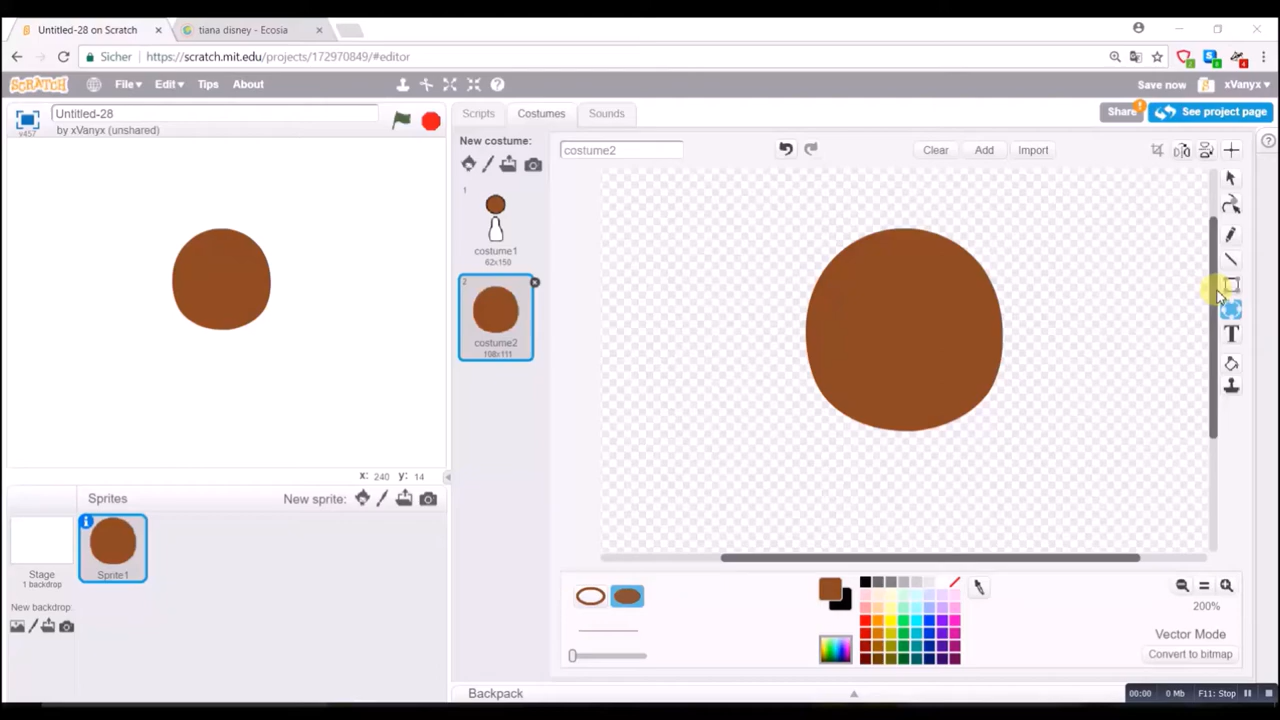 Untitled-28 on Scratch
tiana disney - Ecosia
Sicher
https://scratch.mit.edu/projects/172970849/#editor
SCRATCH
File
Edit
Tips
About
Save now
xVanyx
Untitled-28
by xVanyx (unshared)
v457
Scripts
Costumes
Sounds
Share
See project page
New costume:
costume2
Clear
Add
Import
1
costume1
62x150
2
costume2
108x111
T
x: 240 y: 14
Sprites
New sprite:
Stage
1 backdrop
Sprite1
New backdrop:
200%
Vector Mode
Convert to bitmap
Backpack
00:00
0 Mb
F11: Stop